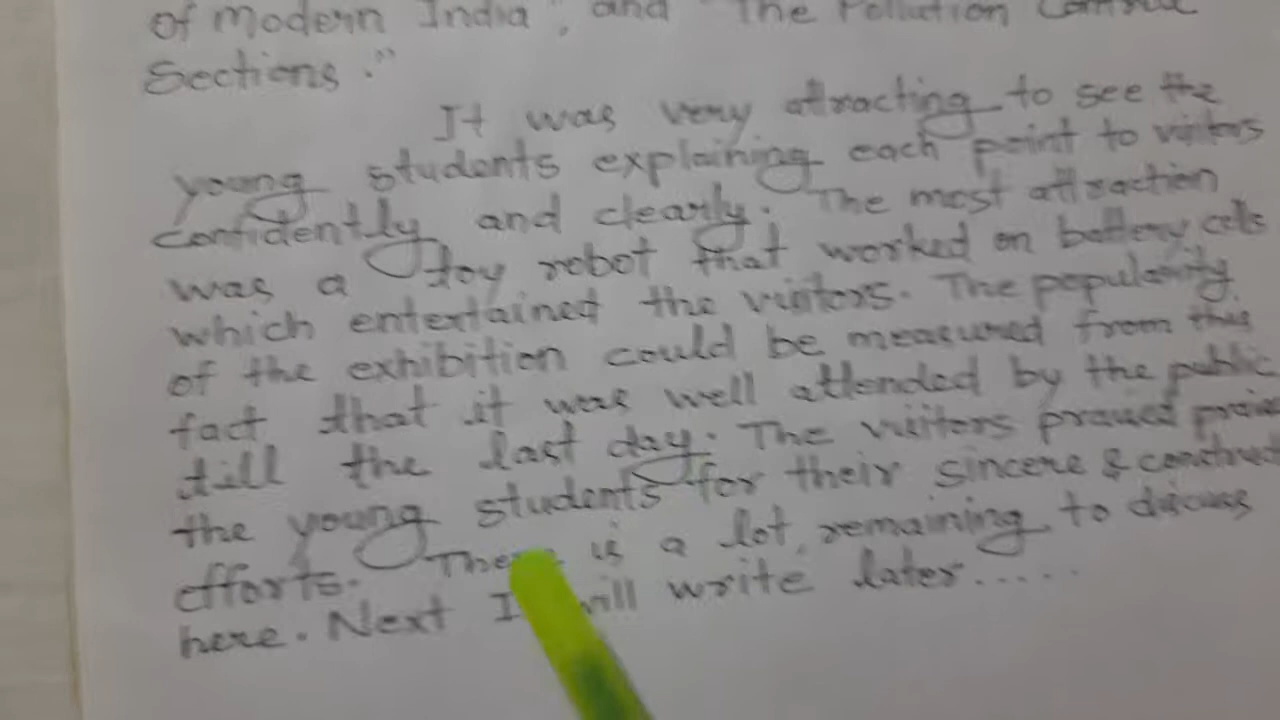 of Modern India", and "The Pollution Control
Sections."
It was very attracting to see the
young students explaining each point to visitors
confidently and clearly. The most attraction
was a toy robot that worked on battery cells
which entertained the visitors. The popularity
of the exhibition could be measured from this
fact that it was well attended by the public
till the last day. The visitors praised
the young students for their sincere &
efforts. There is a lot remaining to discuss
here. Next I will write later.....